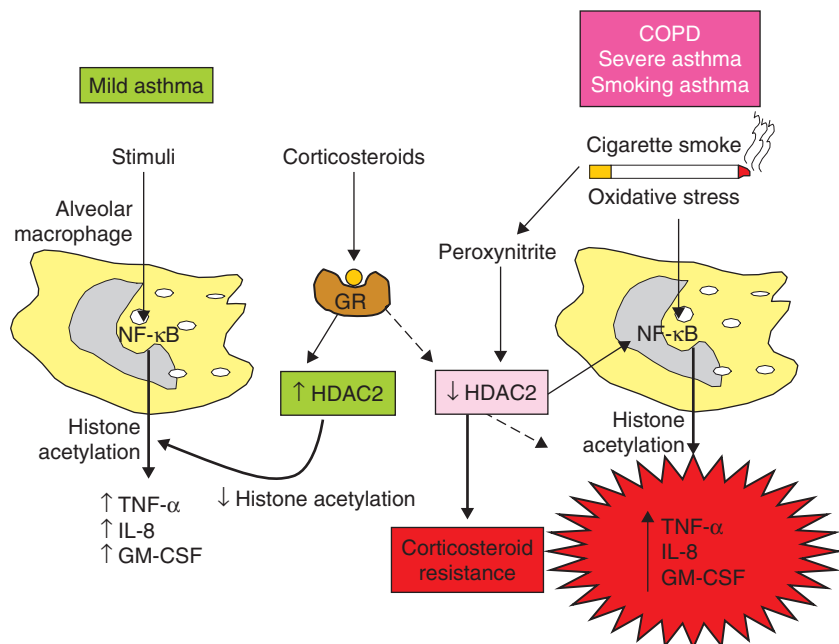 COPD
Severe asthma
Smoking asthma
Mild asthma
Stimuli
Corticosteroids
Cigarette smoke
Oxidative stress
Alveolar
macrophage
Peroxynitrite
GR
NF-κB
NF-κB
↑ HDAC2
↓ HDAC2
Histone
acetylation
Histone
acetylation
↓ Histone acetylation
↑ TNF-α
↑ IL-8
↑ GM-CSF
Corticosteroid
resistance
TNF-α
IL-8
GM-CSF